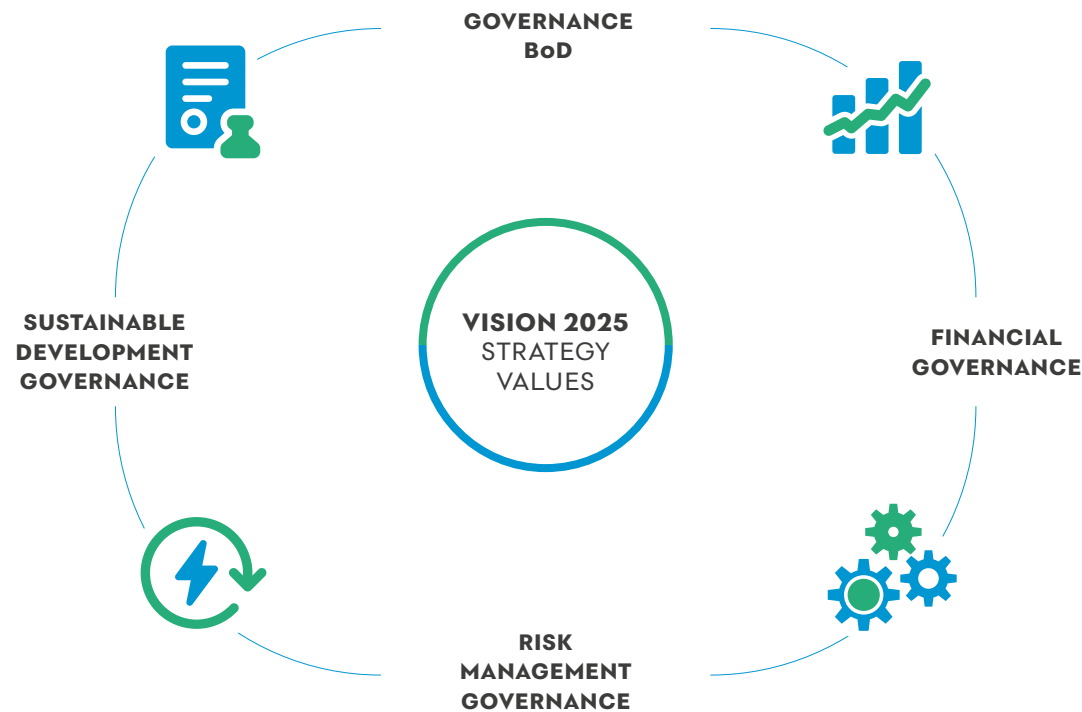 GOVERNANCE
BoD
SUSTAINABLE
DEVELOPMENT
GOVERNANCE
VISION 2025
STRATEGY
VALUES
FINANCIAL
GOVERNANCE
RISK
MANAGEMENT
GOVERNANCE